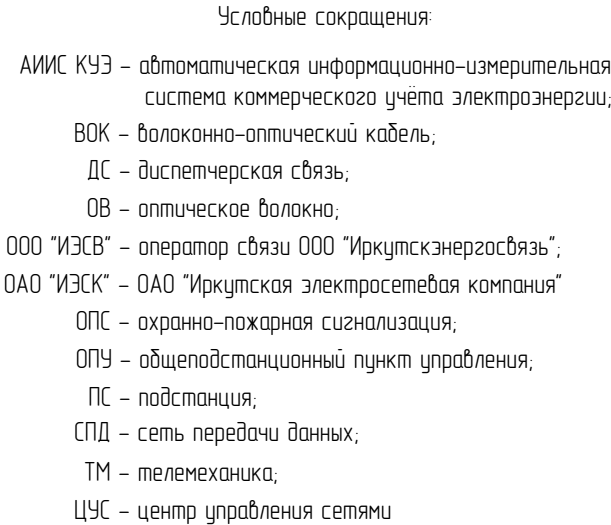 Условные сокращения:
АИИС КУЭ – автоматическая информационно-измерительная
система коммерческого учёта электроэнергии;
ВОК – волоконно-оптический кабель;
ДС – диспетчерская связь;
ОВ – оптическое волокно;
ООО "ИЭСВ" – оператор связи ООО "Иркутскэнергосвязь";
ОАО "ИЭСК" – ОАО "Иркутская электросетевая компания"
ОПС – охранно-пожарная сигнализация;
ОПУ – общеподстанционный пункт управления;
ПС – подстанция;
СПД – сеть передачи данных;
ТМ – телемеханика;
ЦУС – центр управления сетями